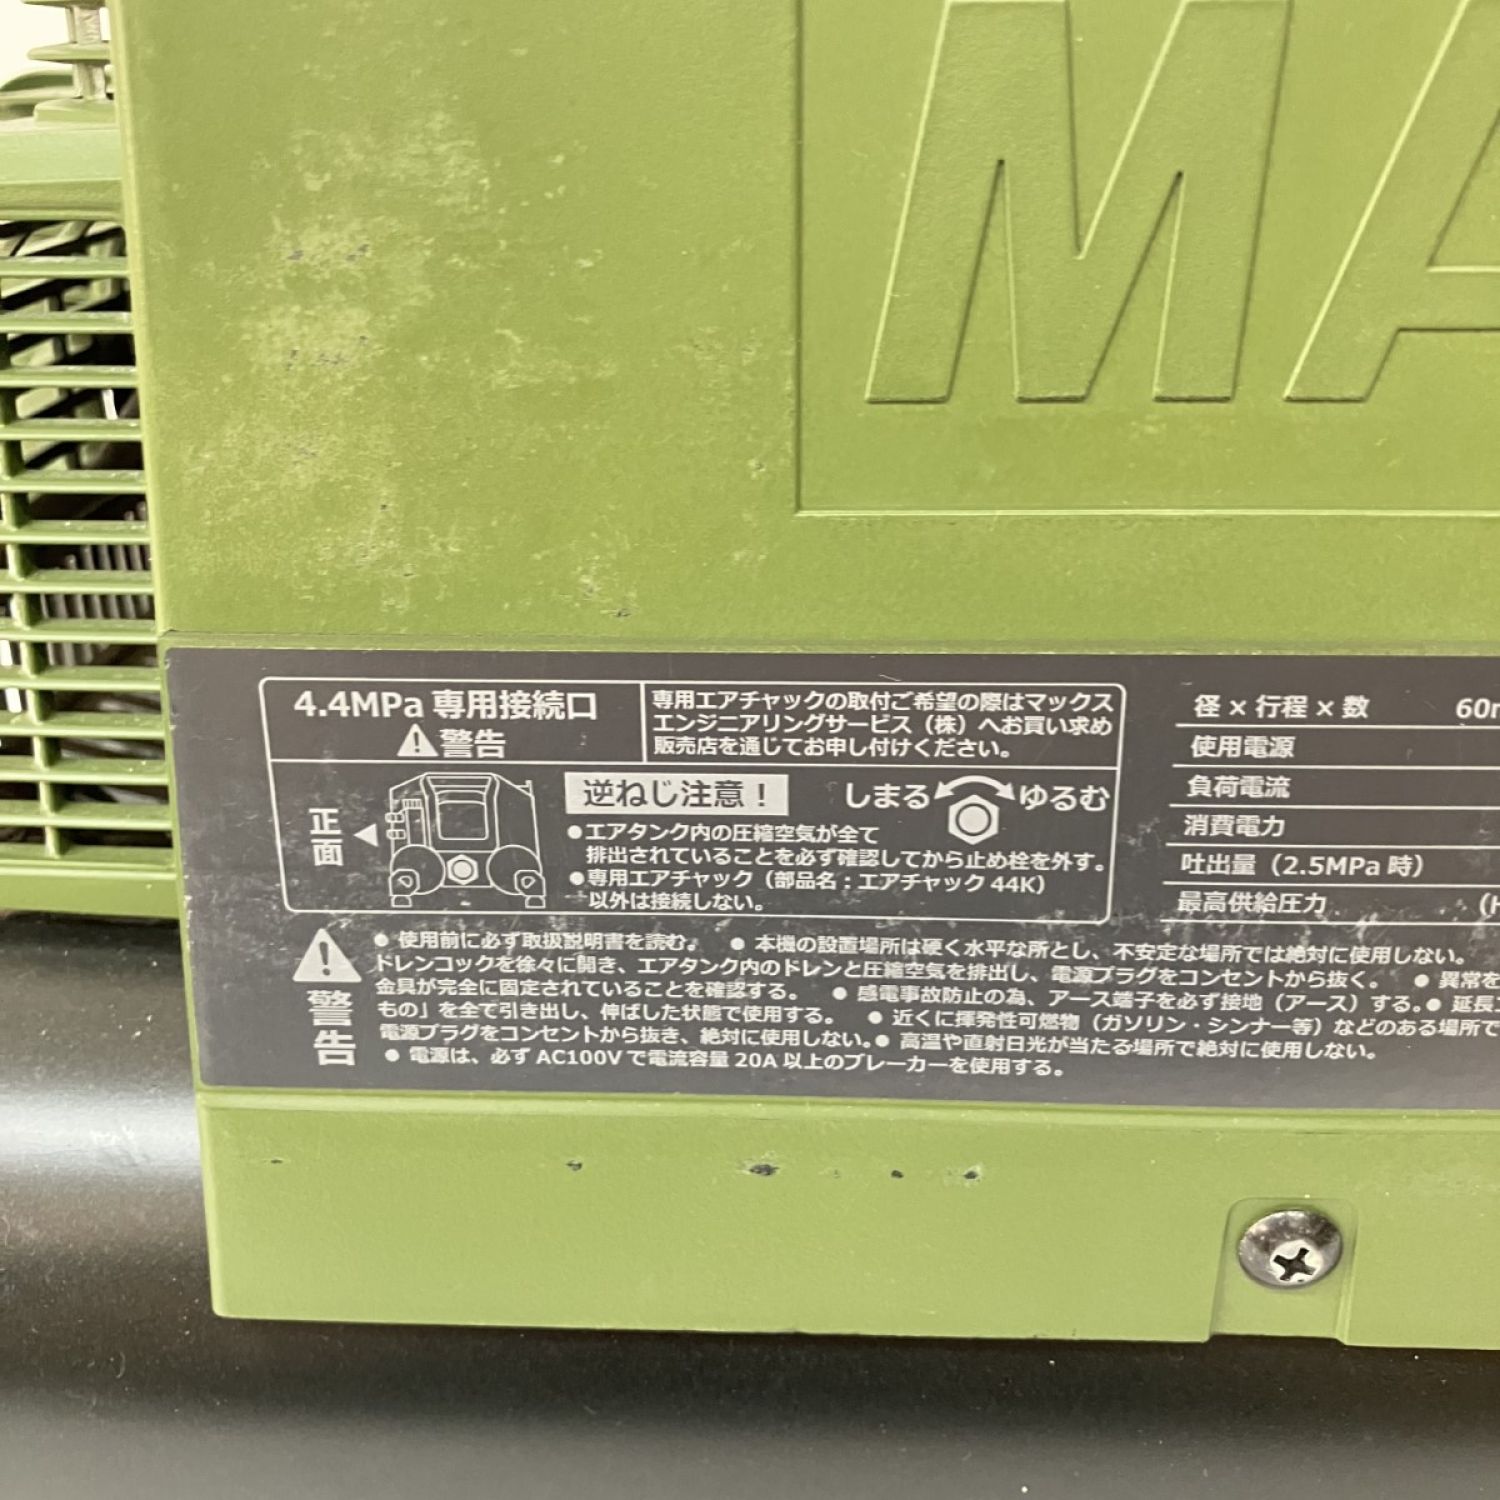 MA
4.4MPa 専用接続口
警告
専用エアチャックの取付ご希望の際はマックス
エンジニアリングサービス（株）へお買い求め
販売店を通じてお申し付けください。
正面
逆ねじ注意！
しまる
ゆるむ
●エアタンク内の圧縮空気が全て
排出されていることを必ず確認してから止め栓を外す。
●専用エアチャック（部品名：エアチャック 44K）
以外は接続しない。
径 × 行程 × 数 60
使用電源
負荷電流
消費電力
吐出量（2.5MPa 時）
最高供給圧力
警告
● 使用前に必ず取扱説明書を読む。 ● 本機の設置場所は硬く水平な所とし、不安定な場所では絶対に使用しない。
ドレンコックを徐々に開き、エアタンク内のドレンと圧縮空気を排出し、電源プラグをコンセントから抜く。 ● 異常を
金具が完全に固定されていることを確認する。 ● 感電事故防止の為、アース端子を必ず接地（アース）する。● 延長
もの」を全て引き出し、伸ばした状態で使用する。 ● 近くに揮発性可燃物（ガソリン・シンナー等）などのある場所で
電源プラグをコンセントから抜き、絶対に使用しない。● 高温や直射日光が当たる場所で絶対に使用しない。
● 電源は、必ず AC100V で電流容量 20A 以上のブレーカーを使用する。